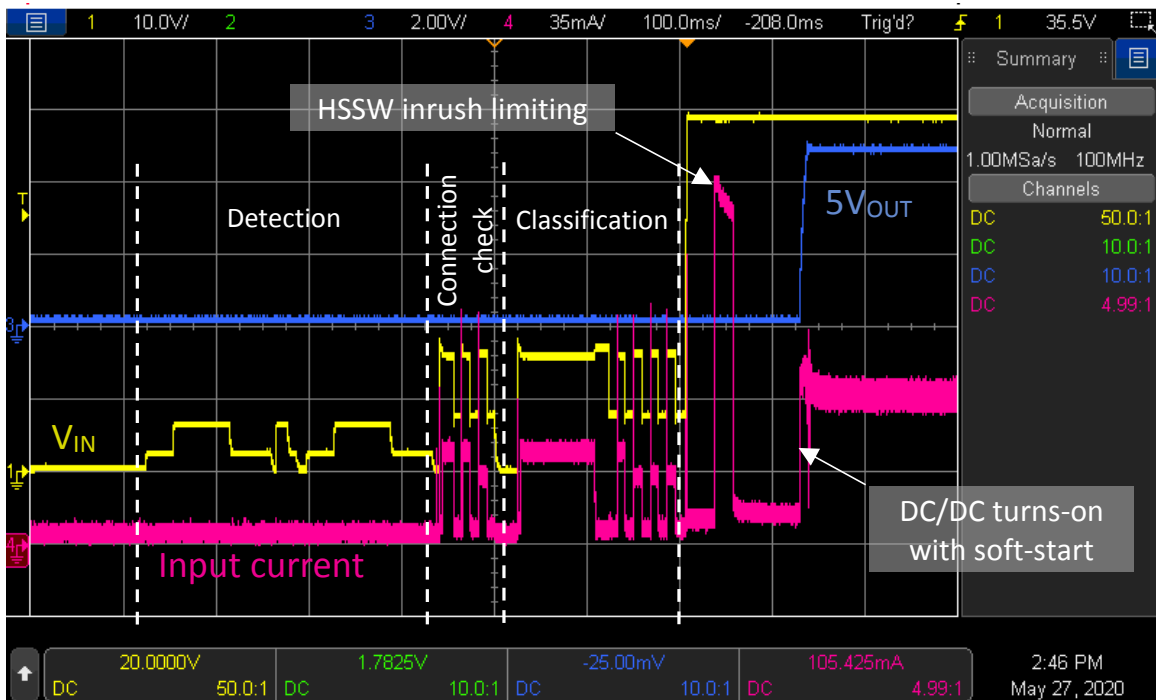 1 10.0V/ 2 3 2.00V/ 4 35mA/ 100.0ms/ -208.0ms Trig'd? 1 35.5V
Summary
Acquisition
Normal
1.00MSa/s 100MHz
Channels
DC 50.0:1
DC 10.0:1
DC 10.0:1
DC 4.99:1
HSSW inrush limiting
T
Detection
Connection
check
Classification
5VOUT
3
VIN
1
DC/DC turns-on
with soft-start
4
Input current
20.0000V 1.7825V -25.00mV 105.425mA
DC 50.0:1 DC 10.0:1 DC 10.0:1 DC 4.99:1
2:46 PM
May 27, 2020